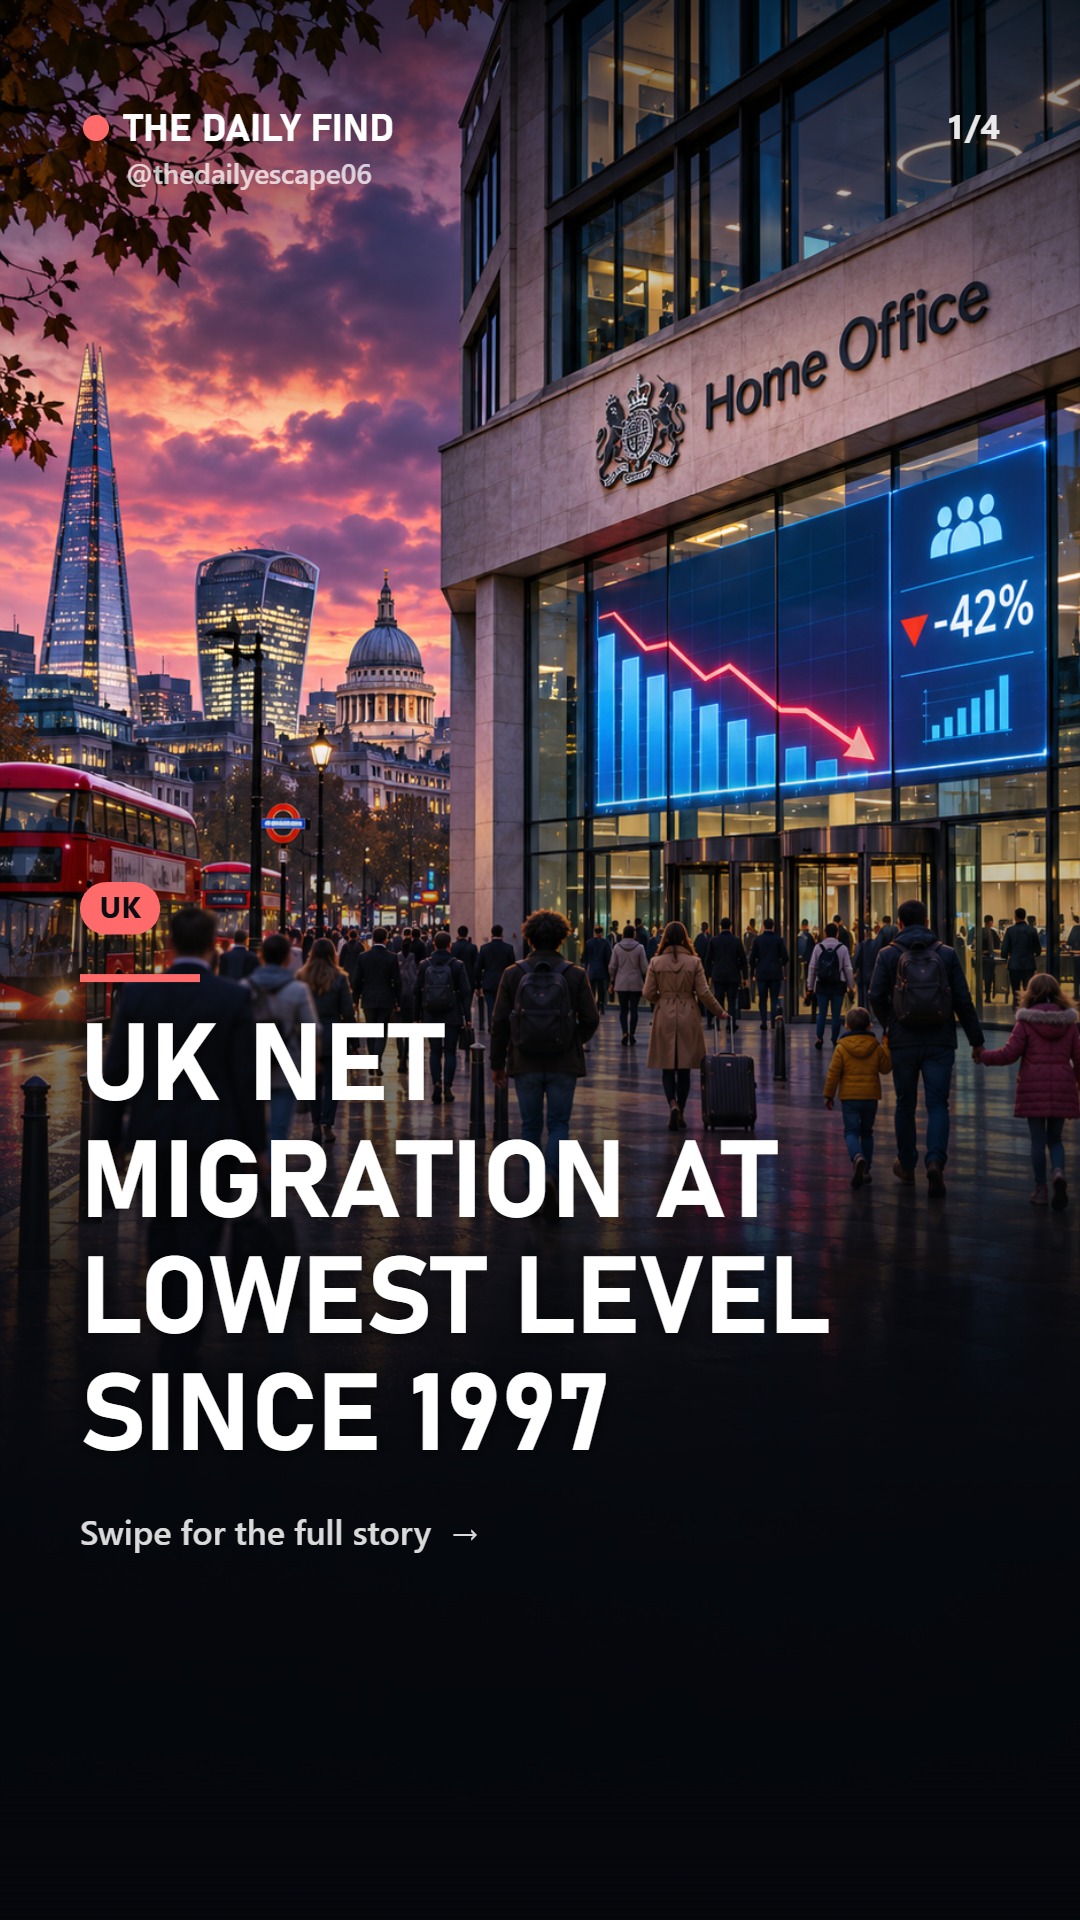 THE DAILY FIND
1/4
@thedailyescape06
Home Office
-42%
UK
UK NET
MIGRATION AT
LOWEST LEVEL
SINCE 1997
Swipe for the full story →